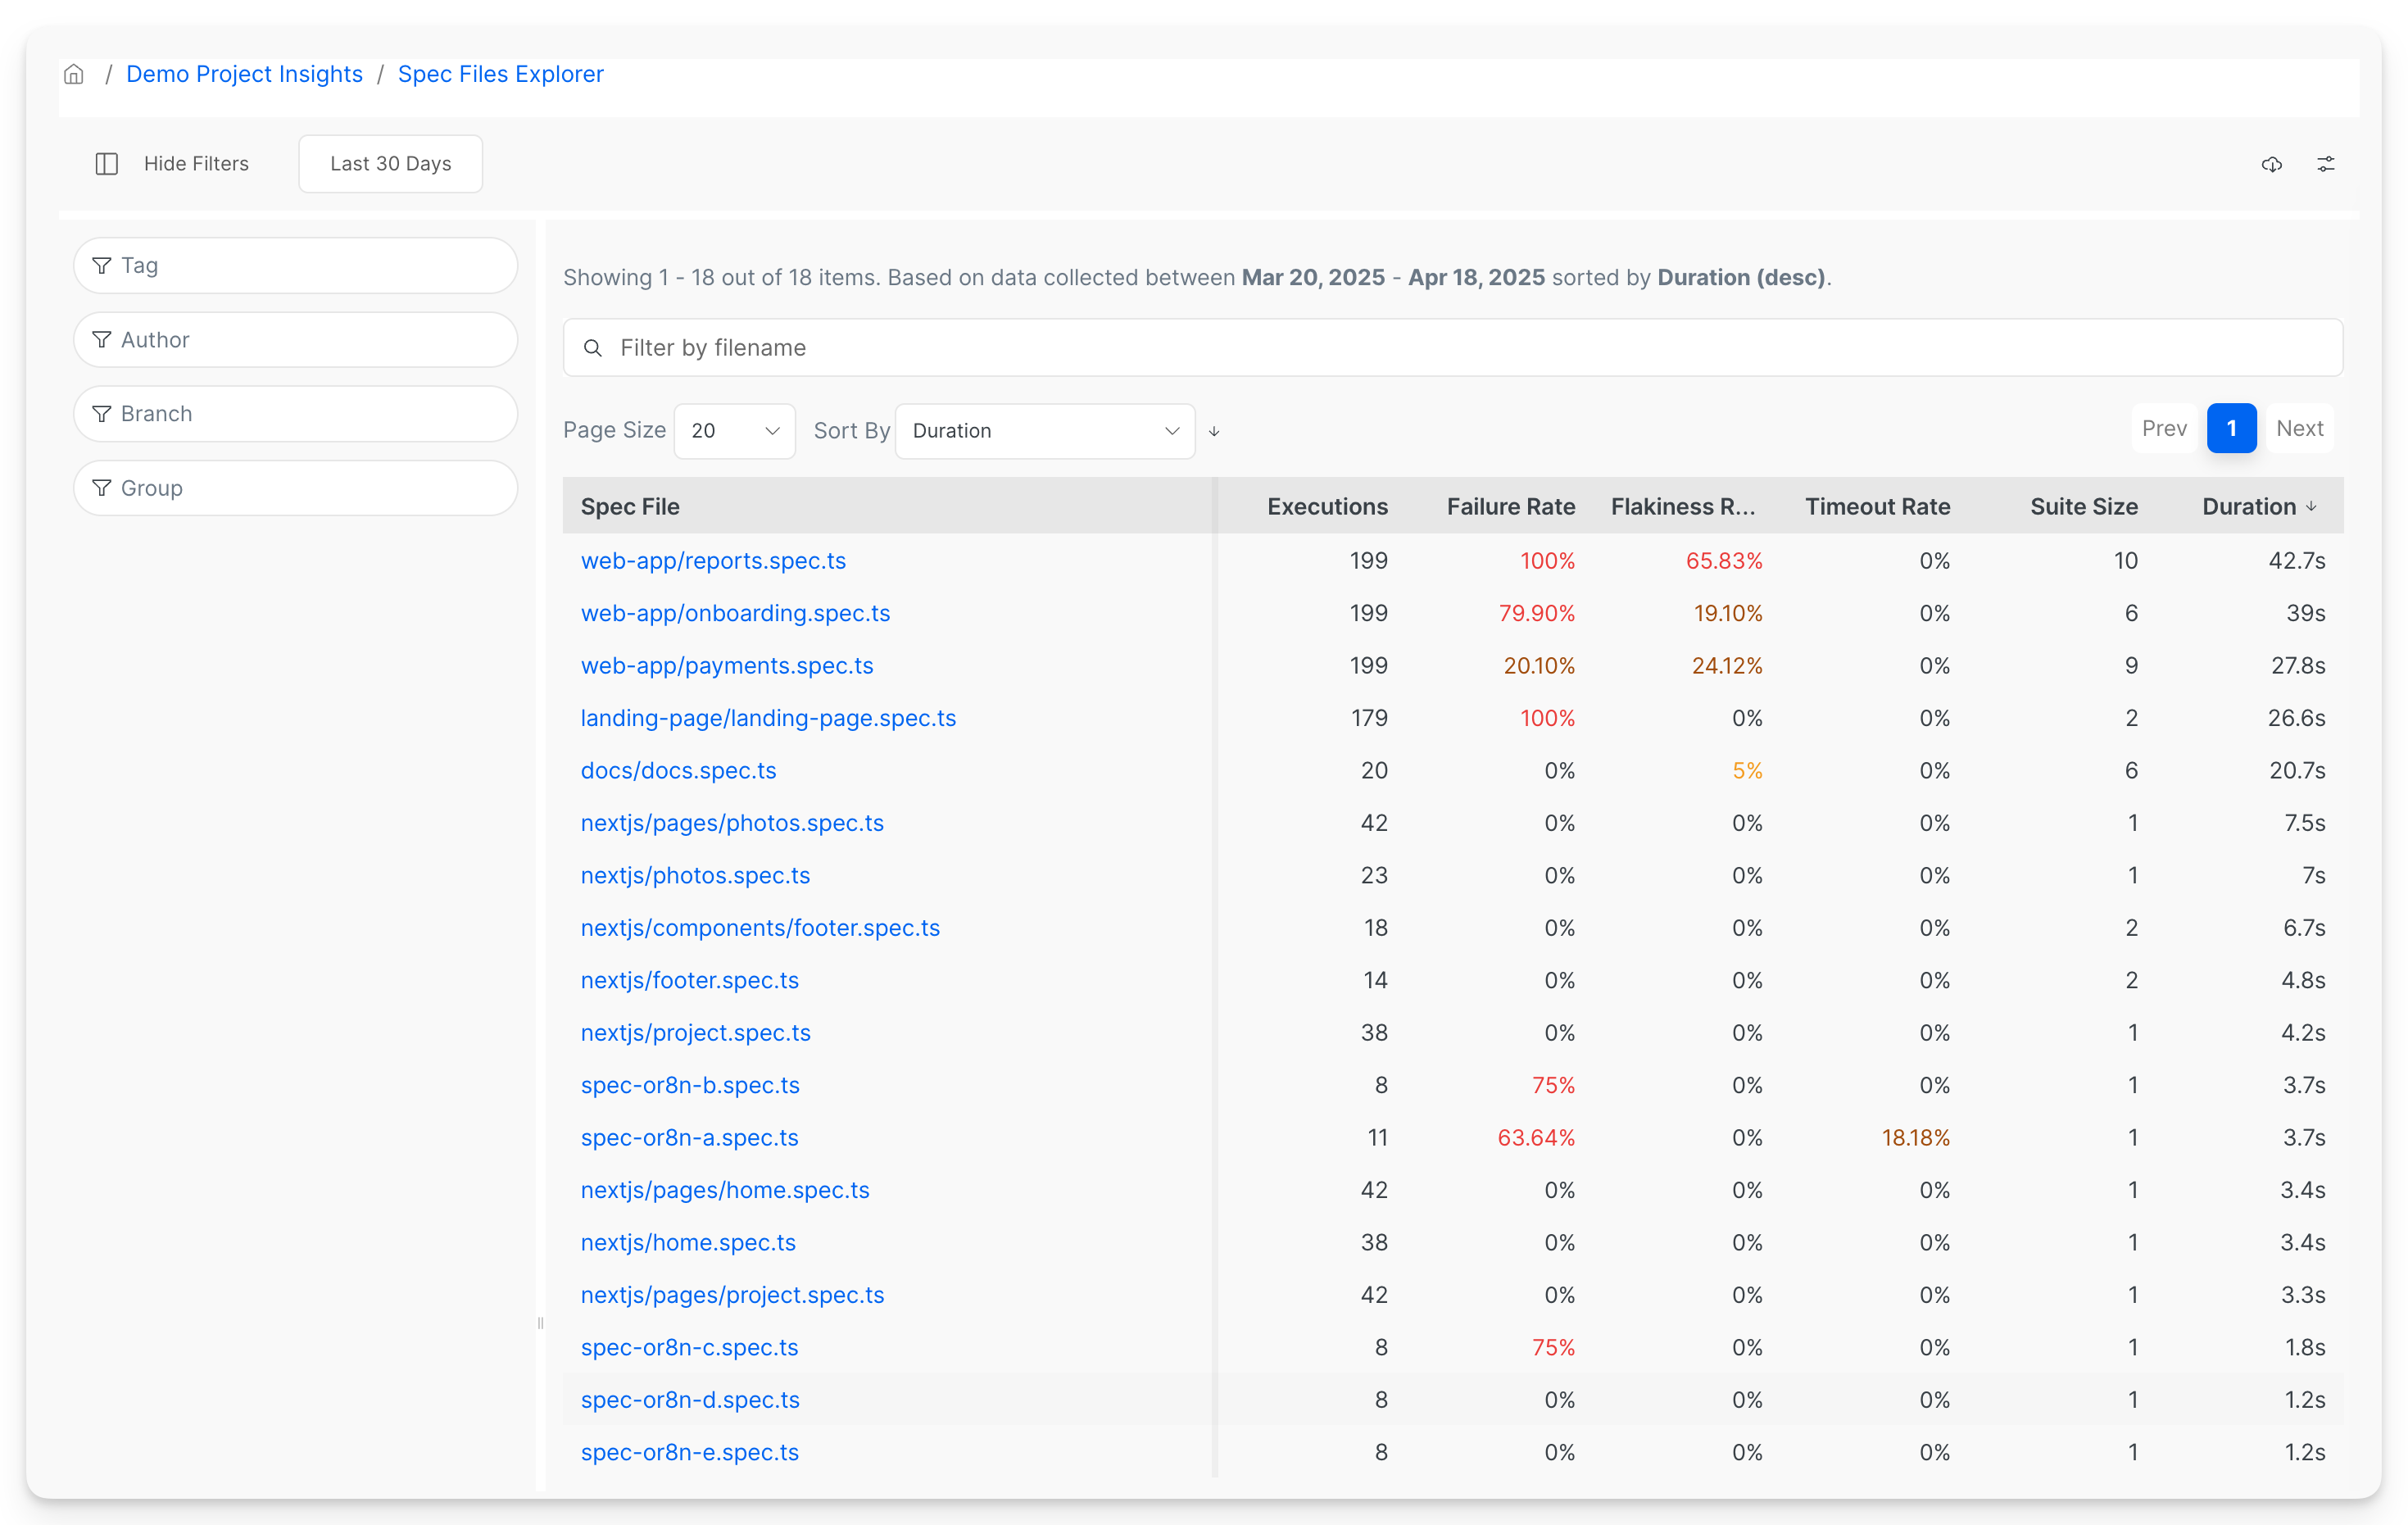 / Demo Project Insights / Spec Files Explorer
Hide Filters Last 30 Days
Tag
Author
Branch
Group
Showing 1 - 18 out of 18 items. Based on data collected between Mar 20, 2025 - Apr 18, 2025 sorted by Duration (desc).
Filter by filename
Page Size 20 Sort By Duration ↓ Prev 1 Next
Spec File Executions Failure Rate Flakiness R... Timeout Rate Suite Size Duration ↓
web-app/reports.spec.ts 199 100% 65.83% 0% 10 42.7s
web-app/onboarding.spec.ts 199 79.90% 19.10% 0% 6 39s
web-app/payments.spec.ts 199 20.10% 24.12% 0% 9 27.8s
landing-page/landing-page.spec.ts 179 100% 0% 0% 2 26.6s
docs/docs.spec.ts 20 0% 5% 0% 6 20.7s
nextjs/pages/photos.spec.ts 42 0% 0% 0% 1 7.5s
nextjs/photos.spec.ts 23 0% 0% 0% 1 7s
nextjs/components/footer.spec.ts 18 0% 0% 0% 2 6.7s
nextjs/footer.spec.ts 14 0% 0% 0% 2 4.8s
nextjs/project.spec.ts 38 0% 0% 0% 1 4.2s
spec-or8n-b.spec.ts 8 75% 0% 0% 1 3.7s
spec-or8n-a.spec.ts 11 63.64% 0% 18.18% 1 3.7s
nextjs/pages/home.spec.ts 42 0% 0% 0% 1 3.4s
nextjs/home.spec.ts 38 0% 0% 0% 1 3.4s
nextjs/pages/project.spec.ts 42 0% 0% 0% 1 3.3s
spec-or8n-c.spec.ts 8 75% 0% 0% 1 1.8s
spec-or8n-d.spec.ts 8 0% 0% 0% 1 1.2s
spec-or8n-e.spec.ts 8 0% 0% 0% 1 1.2s